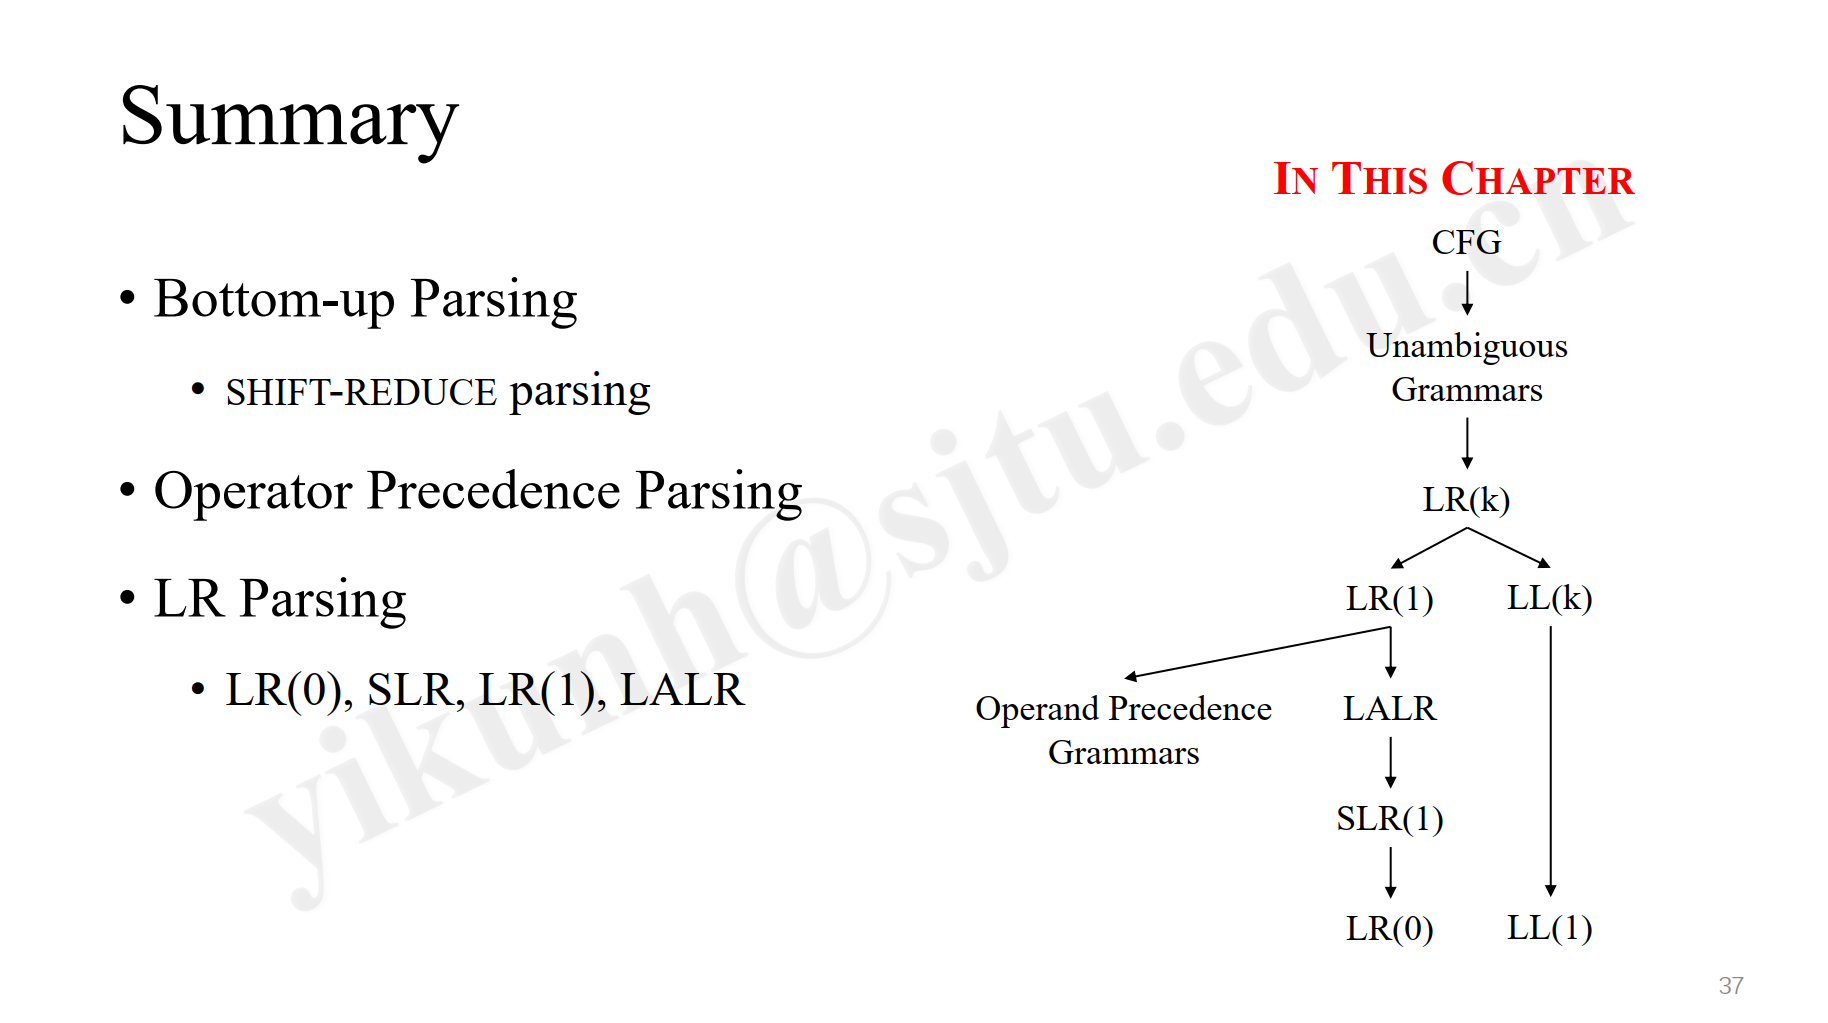 Summary
• Bottom-up Parsing
• SHIFT-REDUCE parsing
• Operator Precedence Parsing
• LR Parsing
• LR(0), SLR, LR(1), LALR
IN THIS CHAPTER
CFG
Unambiguous
Grammars
LR(k)
LR(1) LL(k)
Operand Precedence
Grammars
LALR
SLR(1)
LR(0) LL(1)
yikunh@sjtu.edu.cn
37